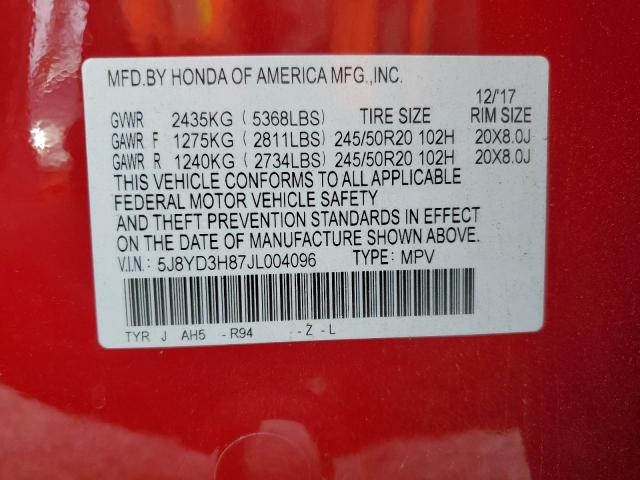 MFD.BY HONDA OF AMERICA MFG.,INC.
12/'17
GVWR 2435KG ( 5368LBS) TIRE SIZE RIM SIZE
GAWR F 1275KG ( 2811LBS) 245/50R20 102H 20X8.0J
GAWR R 1240KG ( 2734LBS) 245/50R20 102H 20X8.0J
THIS VEHICLE CONFORMS TO ALL APPLICABLE
FEDERAL MOTOR VEHICLE SAFETY
AND THEFT PREVENTION STANDARDS IN EFFECT
ON THE DATE OF MANUFACTURE SHOWN ABOVE.
V.I.N: 5J8YD3H87JL004096 TYPE: MPV
TYR J AH5 -R94 -Z -L